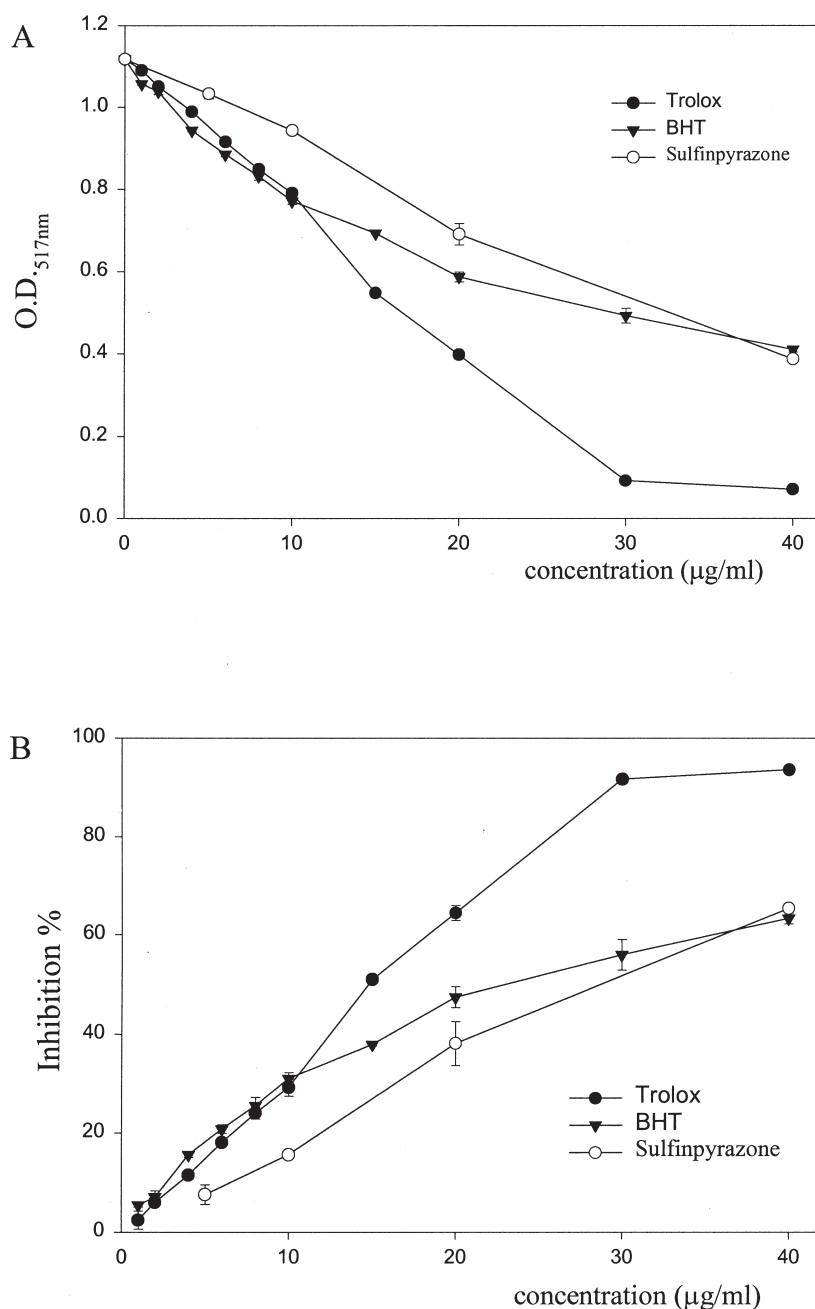 A
1.2
1.0
0.8
0.6
0.4
0.2
0.0
O.D.517nm
Trolox
BHT
Sulfinpyrazone
0 10 20 30 40
concentration (μg/ml)
B
100
80
60
40
20
0
Inhibition %
Trolox
BHT
Sulfinpyrazone
0 10 20 30 40
concentration (μg/ml)